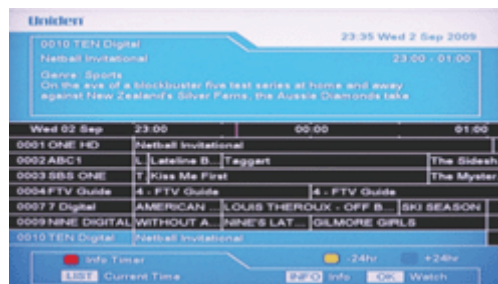 Uniden
0010 TEN Digital
23:35 Wed 2 Sep 2009
Netball Invitational
23:00 - 01:00
Genre: Sports
On the eve of a blockbuster five test series at home and away
against New Zealand's Silver Ferns, the Aussie Diamonds take
Wed 02 Sep 23:00 00:00 01:00
0001 ONE HD Netball Invitational
0002 ABC1 L. Lateline B... Taggart The Sidesh
0003 SBS ONE T. Kiss Me First The Myster
0004 FTV Guide 4 - FTV Guide 4 - FTV Guide
0007 7 Digital AMERICAN ... LOUIS THEROUX - OFF B... SKI SEASON
0009 NINE DIGITAL WITHOUT A... NINE'S LAT... GILMORE GIRLS
0010 TEN Digital Netball Invitational
Info Timer -24hr +24hr
LIST Current Time INFO Info OK Watch